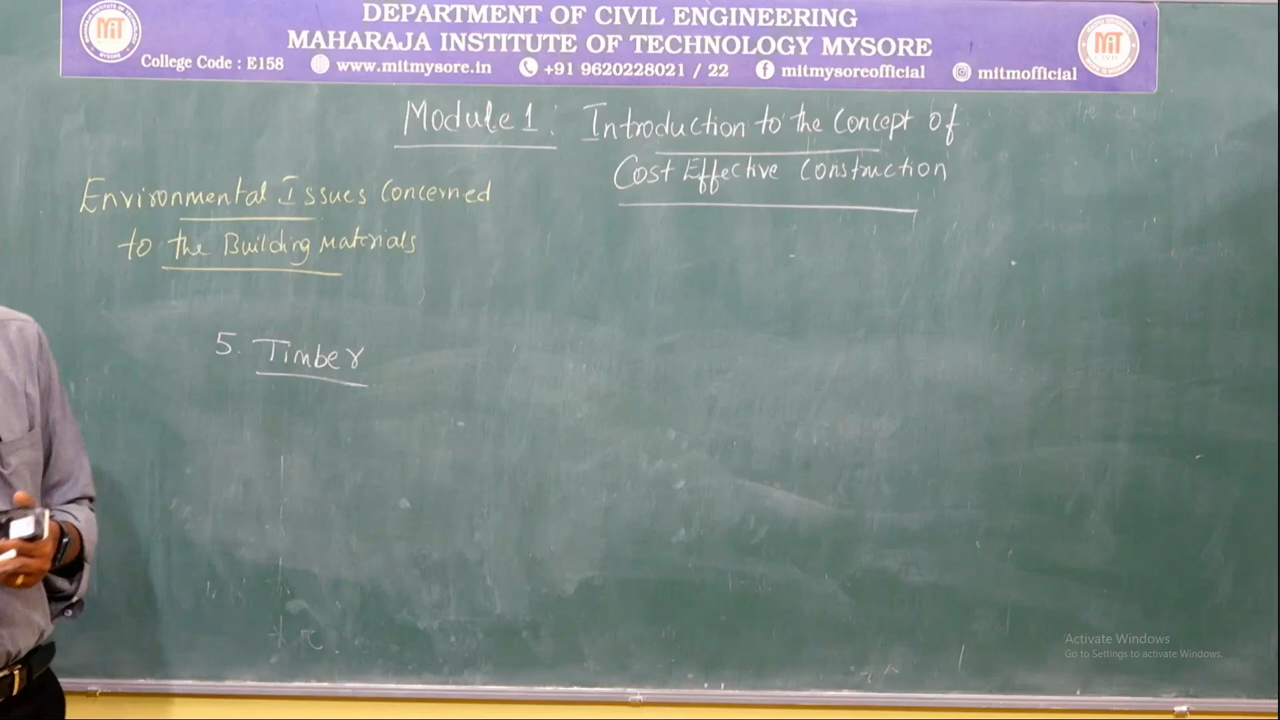 DEPARTMENT OF CIVIL ENGINEERING
MAHARAJA INSTITUTE OF TECHNOLOGY MYSORE
College Code : E158 www.mitmysore.in +91 9620228021 / 22 mitmysoreofficial mitmofficial
MIT
MIT
Module 1: Introduction to the Concept of
Cost Effective Construction
Environmental Issues Concerned
to the Building Materials
5. Timber
Activate Windows
Go to Settings to activate Windows.